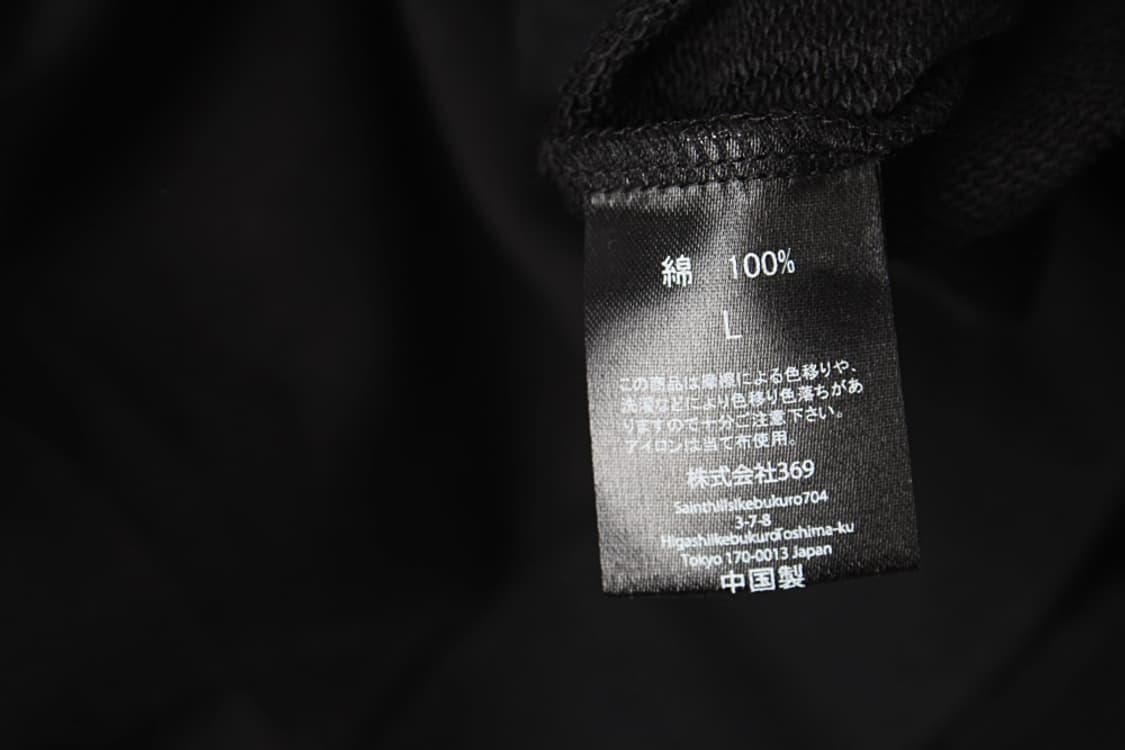 綿 100%
L
この商品は摩擦による色移りや、
洗濯などにより色移り色落ちがあ
りますので十分ご注意下さい。
アイロンは当て布使用。
株式会社369
SainthillsIkebukuro704
3-7-8
HigashiIkebukuroToshima-ku
Tokyo 170-0013 Japan
中国製